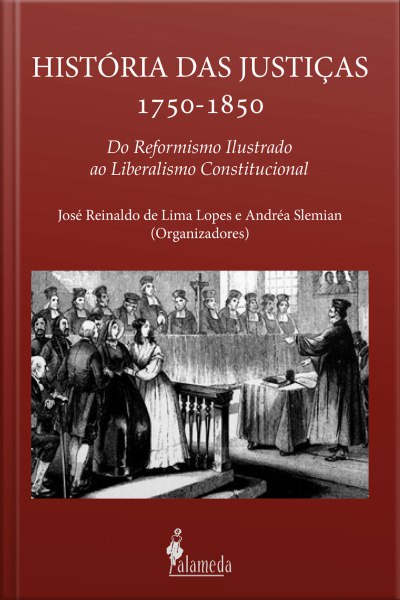 HISTÓRIA DAS JUSTIÇAS
1750-1850
Do Reformismo Ilustrado
ao Liberalismo Constitucional
José Reinaldo de Lima Lopes e Andréa Slemian
(Organizadores)
alameda